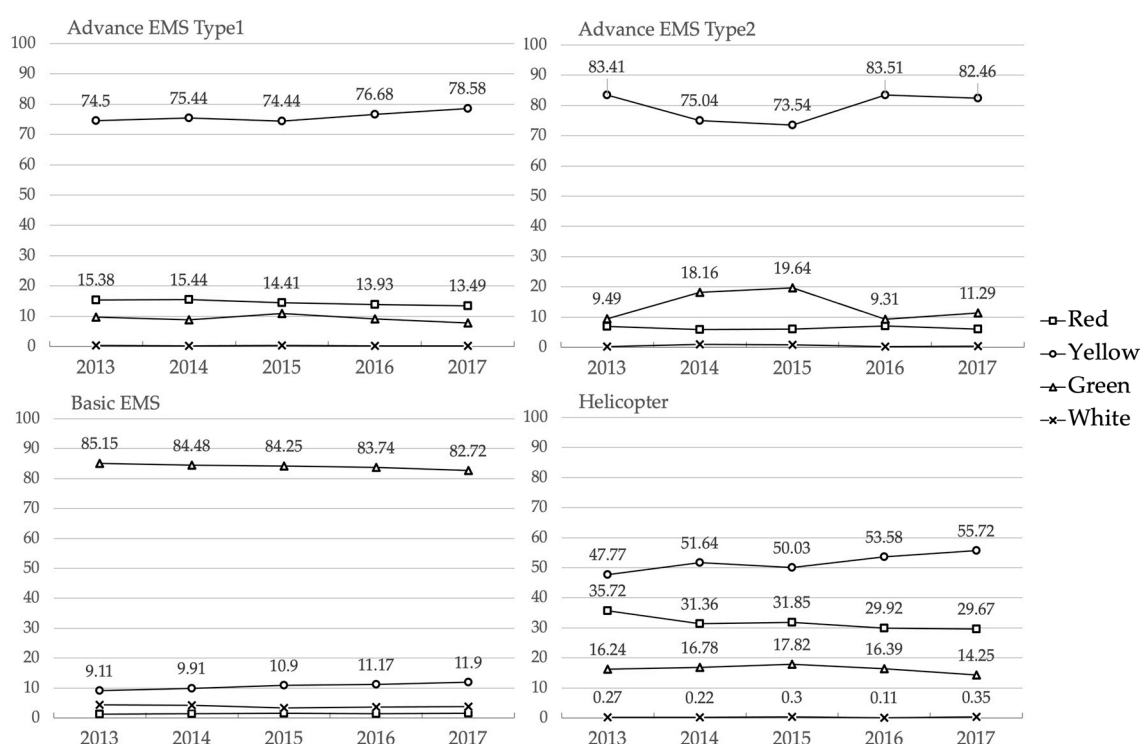 Advance EMS Type1
100
90
80
70
60
50
40
30
20
10
0
74.5 75.44 74.44 76.68 78.58
15.38 15.44 14.41 13.93 13.49
2013 2014 2015 2016 2017
Advance EMS Type2
100
90
80
70
60
50
40
30
20
10
0
83.41 75.04 73.54 83.51 82.46
9.49 18.16 19.64 9.31 11.29
2013 2014 2015 2016 2017
Basic EMS
100
90
80
70
60
50
40
30
20
10
0
85.15 84.48 84.25 83.74 82.72
9.11 9.91 10.9 11.17 11.9
2013 2014 2015 2016 2017
Helicopter
100
90
80
70
60
50
40
30
20
10
0
47.77 51.64 50.03 53.58 55.72
35.72 31.36 31.85 29.92 29.67
16.24 16.78 17.82 16.39 14.25
0.27 0.22 0.3 0.11 0.35
2013 2014 2015 2016 2017
Red
Yellow
Green
White